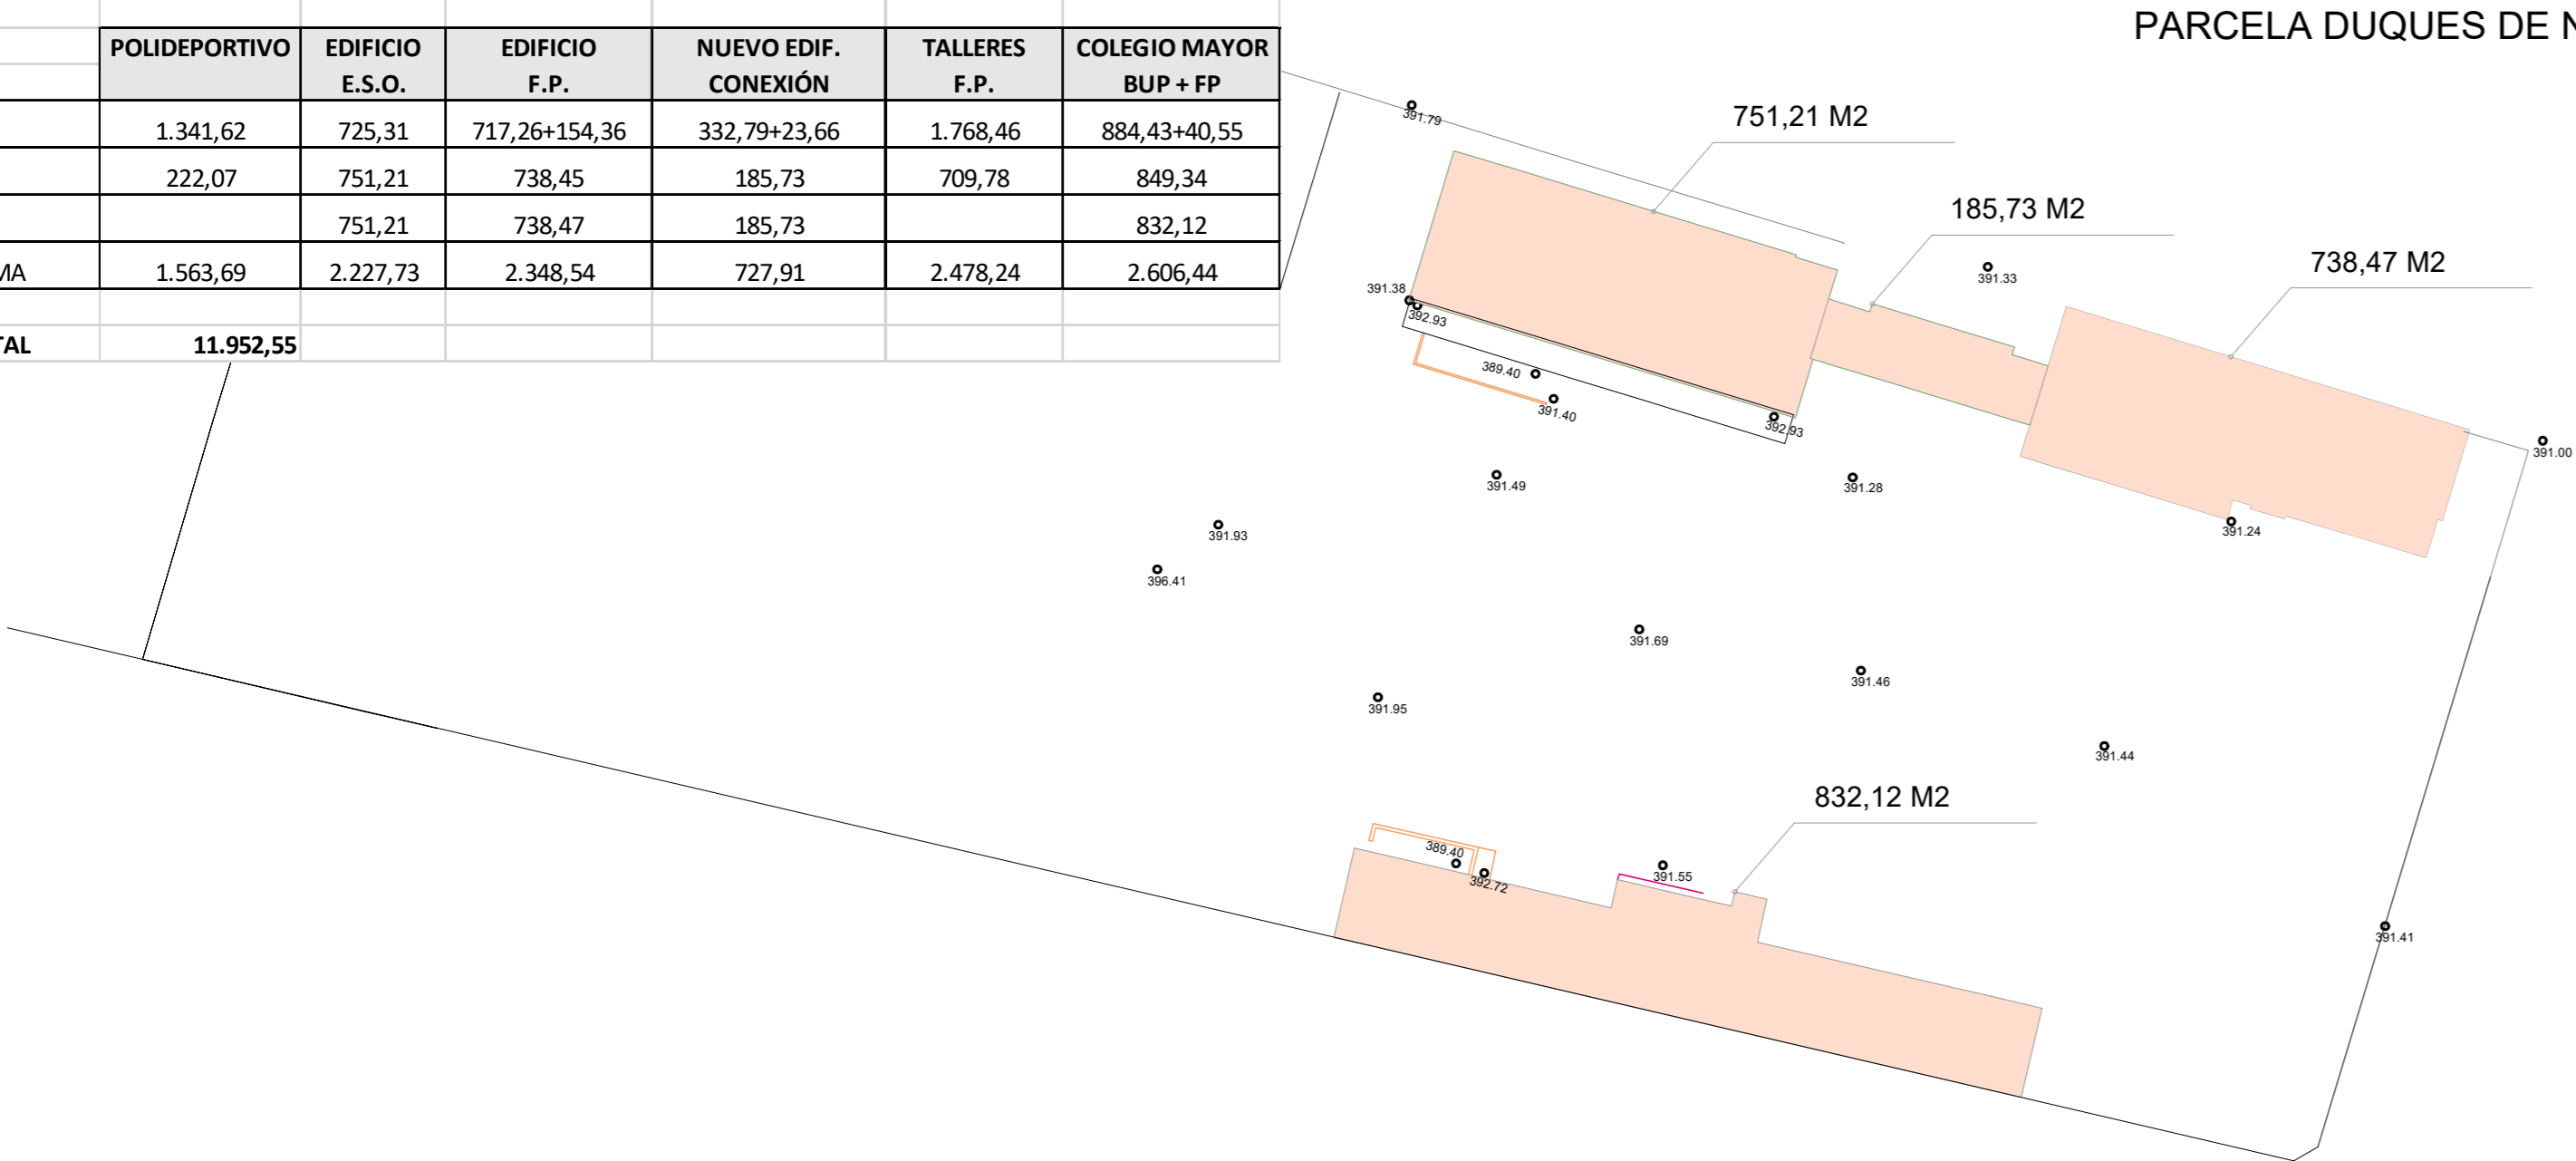 PARCELA DUQUES DE N
POLIDEPORTIVO EDIFICIO E.S.O. EDIFICIO F.P. NUEVO EDIF. CONEXIÓN TALLERES F.P. COLEGIO MAYOR BUP + FP
1.341,62 725,31 717,26+154,36 332,79+23,66 1.768,46 884,43+40,55
222,07 751,21 738,45 185,73 709,78 849,34
751,21 738,47 185,73 832,12
MA 1.563,69 2.227,73 2.348,54 727,91 2.478,24 2.606,44
TAL 11.952,55
391.79
751,21 M2
185,73 M2
391.33
738,47 M2
391.38
392.93
389.40
391.40
392.93
391.00
391.49
391.28
391.93
391.24
396.41
391.69
391.46
391.95
391.44
832,12 M2
389.40
392.72
391.55
391.41